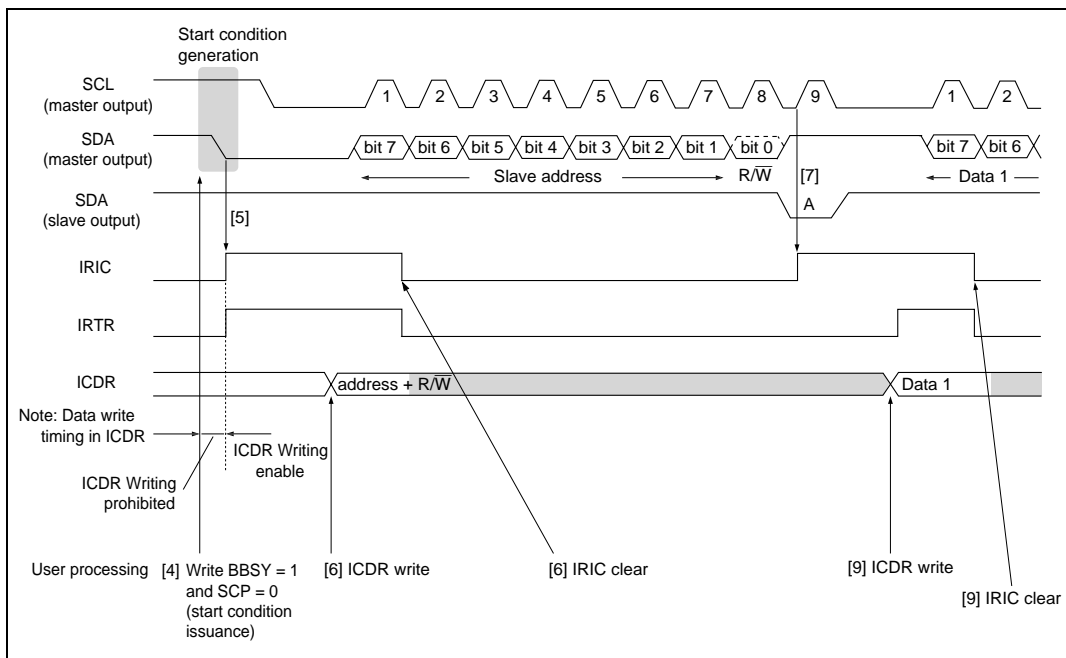 Start condition
generation
SCL
(master output)
1 2 3 4 5 6 7 8 9 1 2
SDA
(master output)
bit 7 bit 6 bit 5 bit 4 bit 3 bit 2 bit 1 bit 0 bit 7 bit 6
Slave address R/W̅ [7] Data 1
SDA
(slave output)
[5]
A
IRIC
IRTR
ICDR
address + R/W̅
Data 1
Note: Data write
timing in ICDR
ICDR Writing
enable
ICDR Writing
prohibited
User processing
[4] Write BBSY = 1
and SCP = 0
(start condition
issuance)
[6] ICDR write
[6] IRIC clear
[9] ICDR write
[9] IRIC clear